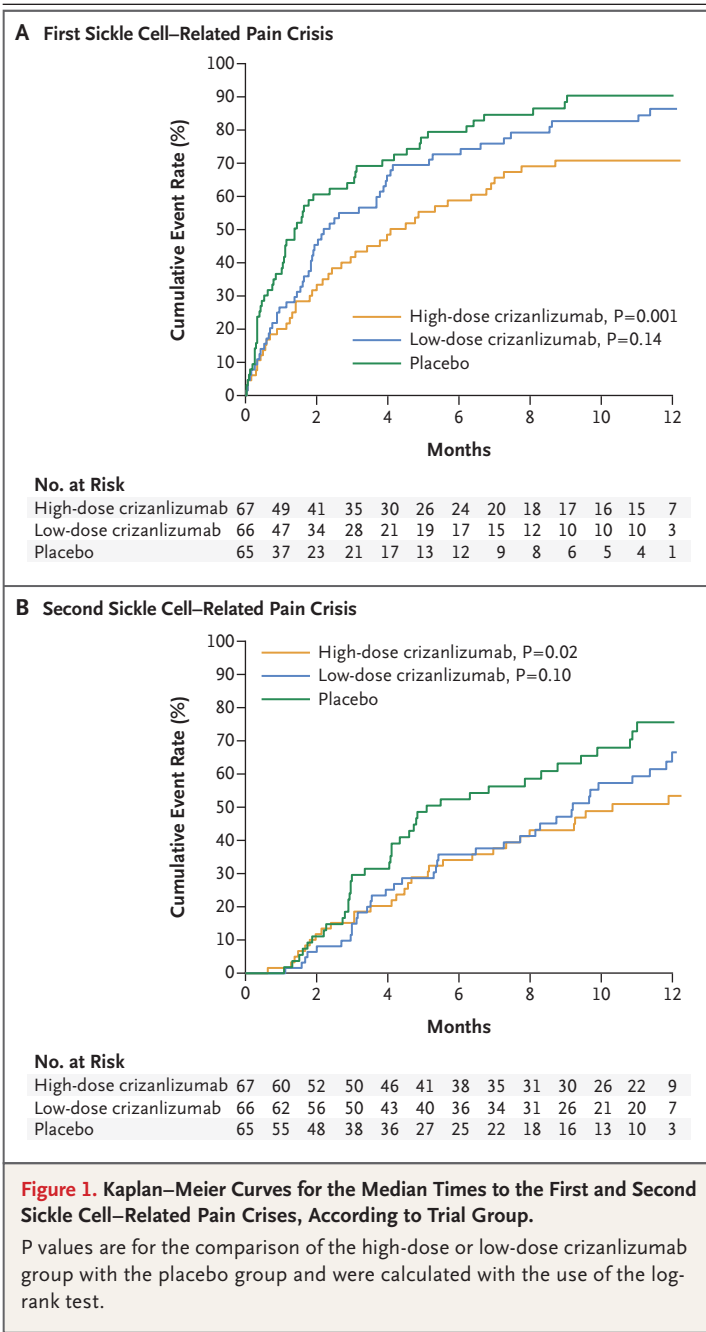 A First Sickle Cell–Related Pain Crisis
100
90
80
70
60
50
40
30
20
10
0
Cumulative Event Rate (%)
High-dose crizanlizumab, P=0.001
Low-dose crizanlizumab, P=0.14
Placebo
0 2 4 6 8 10 12
Months
No. at Risk
High-dose crizanlizumab 67 49 41 35 30 26 24 20 18 17 16 15 7
Low-dose crizanlizumab 66 47 34 28 21 19 17 15 12 10 10 10 3
Placebo 65 37 23 21 17 13 12 9 8 6 5 4 1
B Second Sickle Cell–Related Pain Crisis
100
90
80
70
60
50
40
30
20
10
0
Cumulative Event Rate (%)
High-dose crizanlizumab, P=0.02
Low-dose crizanlizumab, P=0.10
Placebo
0 2 4 6 8 10 12
Months
No. at Risk
High-dose crizanlizumab 67 60 52 50 46 41 38 35 31 30 26 22 9
Low-dose crizanlizumab 66 62 56 50 43 40 36 34 31 26 21 20 7
Placebo 65 55 48 38 36 27 25 22 18 16 13 10 3
Figure 1. Kaplan–Meier Curves for the Median Times to the First and Second
Sickle Cell–Related Pain Crises, According to Trial Group.
P values are for the comparison of the high-dose or low-dose crizanlizumab
group with the placebo group and were calculated with the use of the log-
rank test.